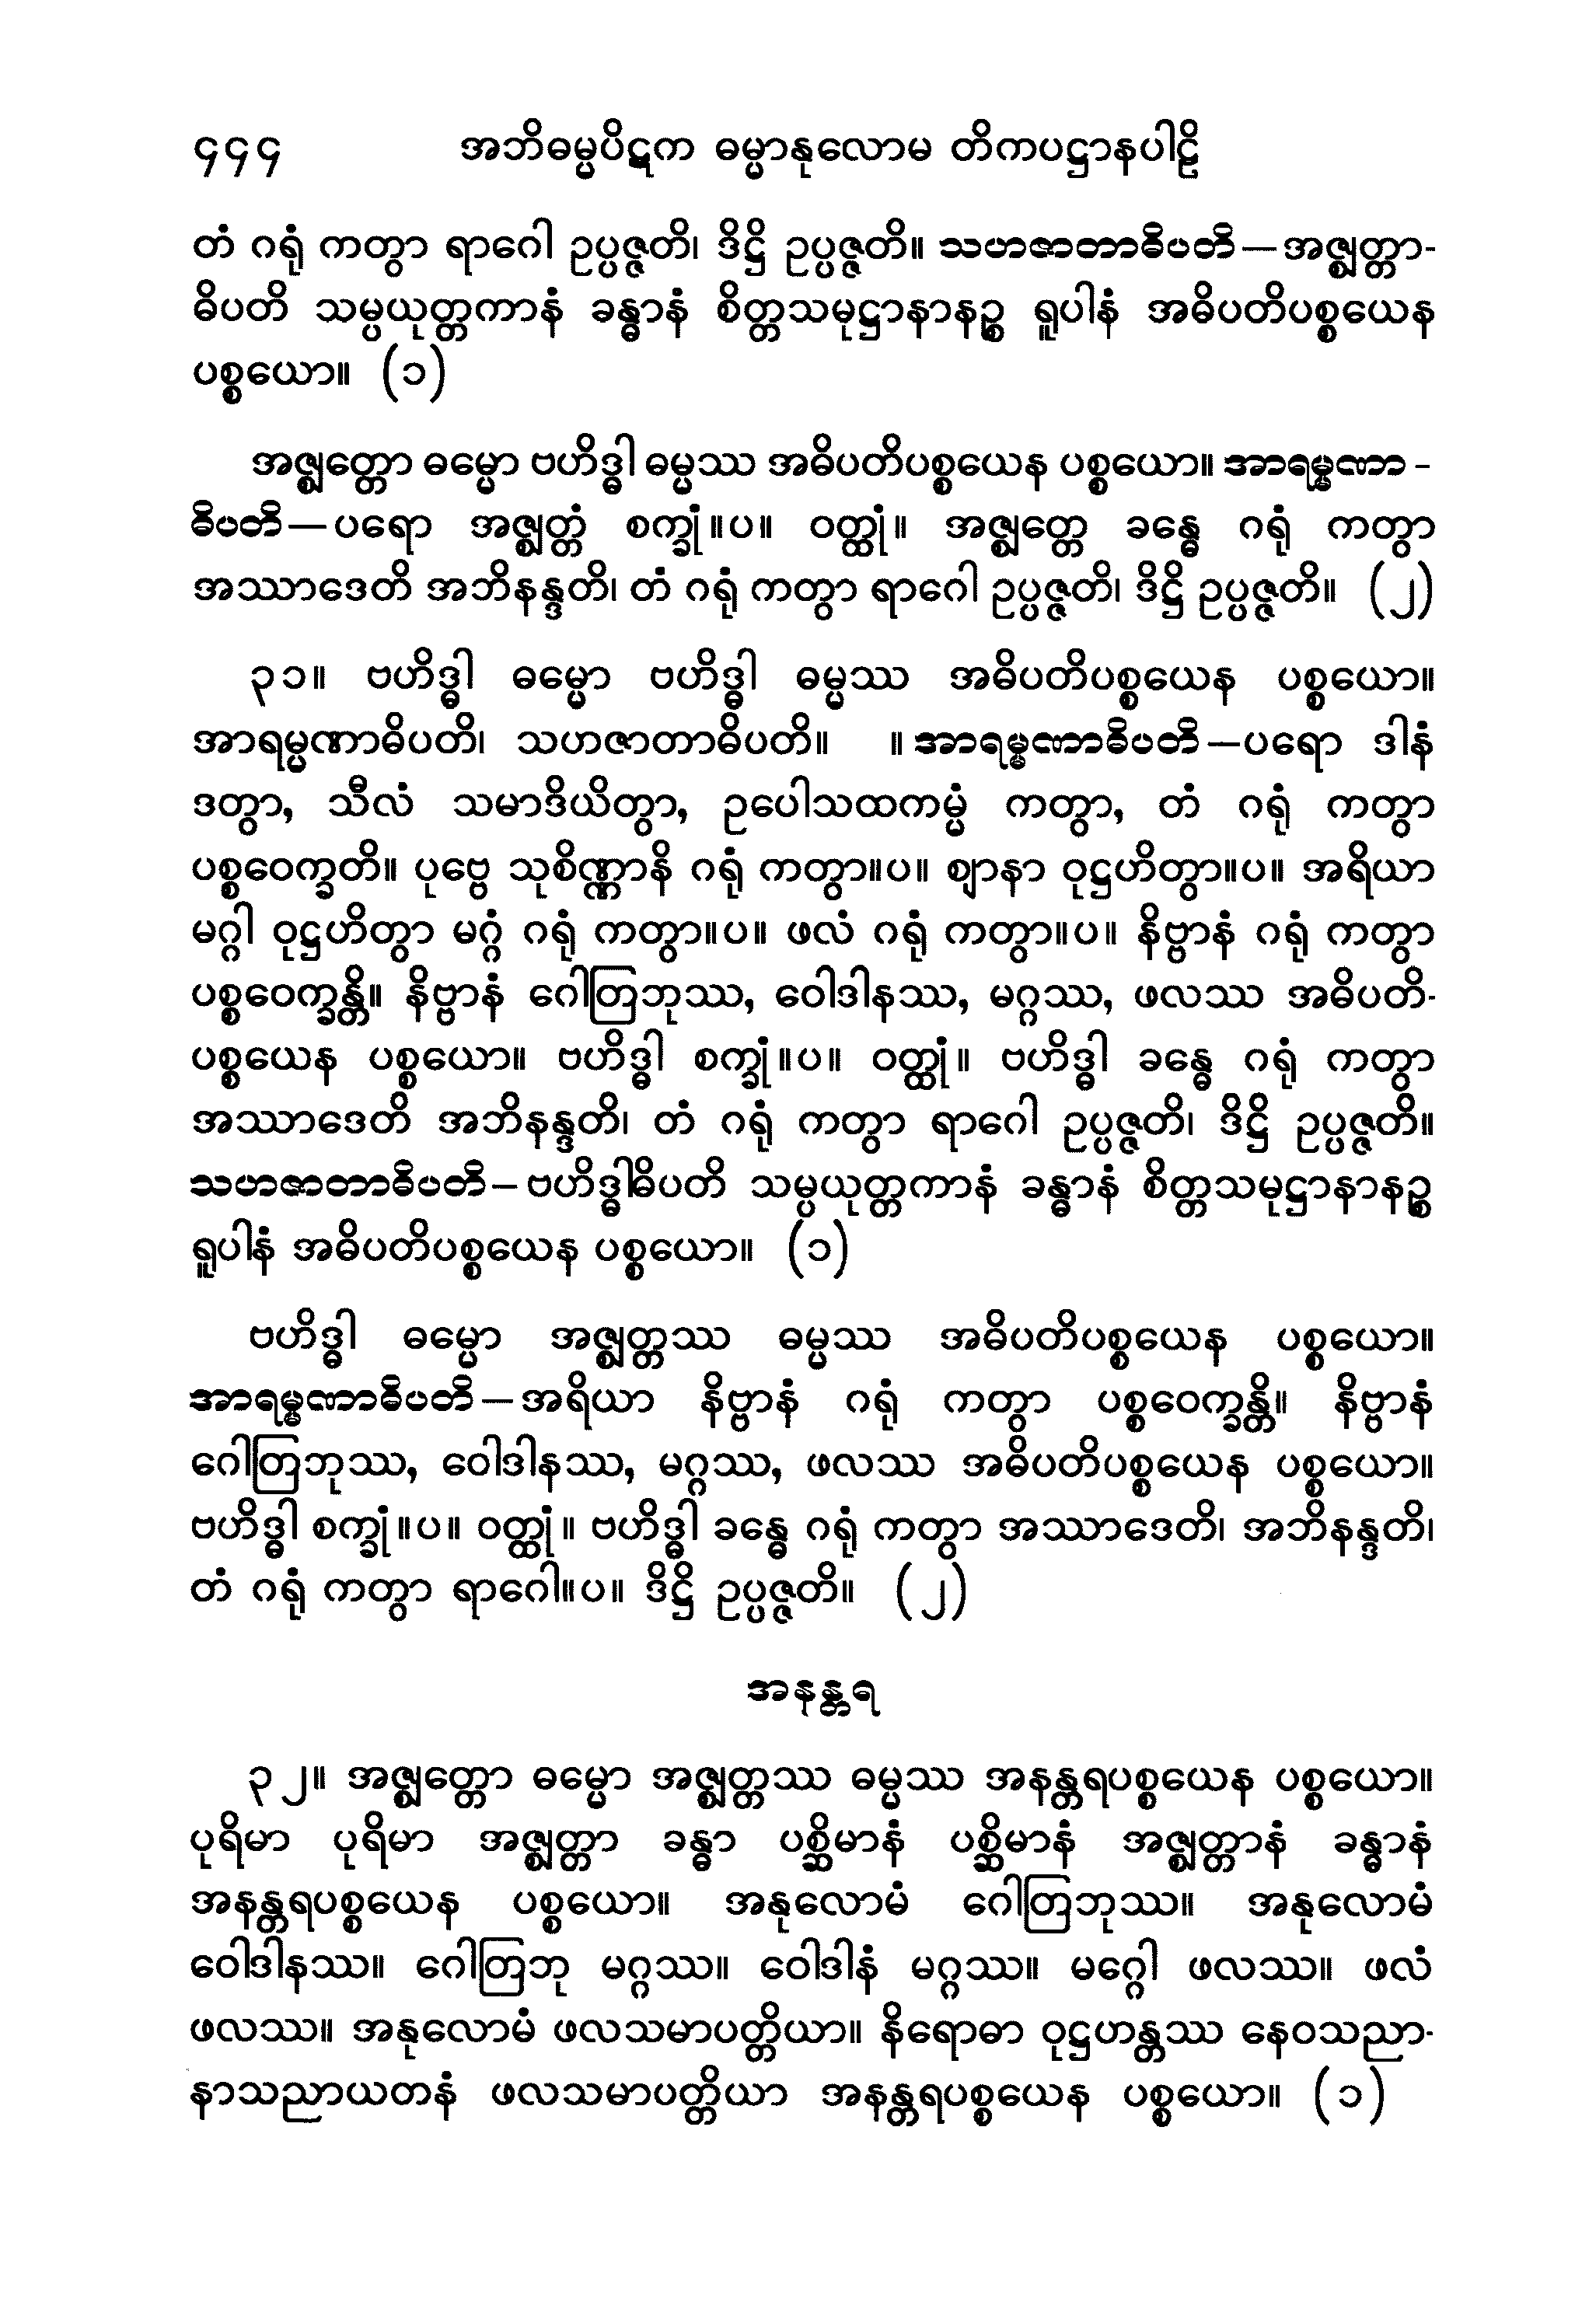 ၄၄၄ အဘိဓမ္မပိဋက ဓမ္မာနုလောမ တိကပဋ္ဌာနပါဠိ
တံ ဂရုံ ကတွာ ရာဂေါ ဥပ္ပဇ္ဇတိ၊ ဒိဋ္ဌိ ဥပ္ပဇ္ဇတိ။ သဟဇာတာဓိပတိ—အဇ္ဈတ္တာ-
ဓိပတိ သမ္ပယုတ္တကာနံ ခန္ဓာနံ စိတ္တသမုဋ္ဌာနာနဉ္စ ရူပါနံ အဓိပတိပစ္စယေန
ပစ္စယော။ (၁)
အဇ္ဈတ္တော ဓမ္မော ဗဟိဒ္ဓါ ဓမ္မဿ အဓိပတိပစ္စယေန ပစ္စယော။ အာရမ္မဏာ-
ဓိပတိ—ပရော အဇ္ဈတ္တံ စက္ခုံ။ပ။ ဝတ္ထုံ။ အဇ္ဈတ္တေ ခန္ဓေ ဂရုံ ကတွာ
အဿာဒေတိ အဘိနန္ဒတိ၊ တံ ဂရုံ ကတွာ ရာဂေါ ဥပ္ပဇ္ဇတိ၊ ဒိဋ္ဌိ ဥပ္ပဇ္ဇတိ။ (၂)
၃၁။ ဗဟိဒ္ဓါ ဓမ္မော ဗဟိဒ္ဓါ ဓမ္မဿ အဓိပတိပစ္စယေန ပစ္စယော။
အာရမ္မဏာဓိပတိ၊ သဟဇာတာဓိပတိ။ ။အာရမ္မဏာဓိပတိ—ပရော ဒါနံ
ဒတွာ, သီလံ သမာဒိယိတွာ, ဥပေါသထကမ္မံ ကတွာ, တံ ဂရုံ ကတွာ
ပစ္စဝေက္ခတိ။ ပုဗ္ဗေ သုစိဏ္ဏာနိ ဂရုံ ကတွာ။ပ။ ဈာနာ ဝုဋ္ဌဟိတွာ။ပ။ အရိယာ
မဂ္ဂါ ဝုဋ္ဌဟိတွာ မဂ္ဂံ ဂရုံ ကတွာ။ပ။ ဖလံ ဂရုံ ကတွာ။ပ။ နိဗ္ဗာနံ ဂရုံ ကတွာ
ပစ္စဝေက္ခန္တိ။ နိဗ္ဗာနံ ဂေါတြဘုဿ, ဝေါဒါနဿ, မဂ္ဂဿ, ဖလဿ အဓိပတိ-
ပစ္စယေန ပစ္စယော။ ဗဟိဒ္ဓါ စက္ခုံ။ပ။ ဝတ္ထုံ။ ဗဟိဒ္ဓါ ခန္ဓေ ဂရုံ ကတွာ
အဿာဒေတိ အဘိနန္ဒတိ၊ တံ ဂရုံ ကတွာ ရာဂေါ ဥပ္ပဇ္ဇတိ၊ ဒိဋ္ဌိ ဥပ္ပဇ္ဇတိ။
သဟဇာတာဓိပတိ—ဗဟိဒ္ဓါဓိပတိ သမ္ပယုတ္တကာနံ ခန္ဓာနံ စိတ္တသမုဋ္ဌာနာနဉ္စ
ရူပါနံ အဓိပတိပစ္စယေန ပစ္စယော။ (၁)
ဗဟိဒ္ဓါ ဓမ္မော အဇ္ဈတ္တဿ ဓမ္မဿ အဓိပတိပစ္စယေန ပစ္စယော။
အာရမ္မဏာဓိပတိ—အရိယာ နိဗ္ဗာနံ ဂရုံ ကတွာ ပစ္စဝေက္ခန္တိ။ နိဗ္ဗာနံ
ဂေါတြဘုဿ, ဝေါဒါနဿ, မဂ္ဂဿ, ဖလဿ အဓိပတိပစ္စယေန ပစ္စယော။
ဗဟိဒ္ဓါ စက္ခုံ။ပ။ ဝတ္ထုံ။ ဗဟိဒ္ဓါ ခန္ဓေ ဂရုံ ကတွာ အဿာဒေတိ၊ အဘိနန္ဒတိ၊
တံ ဂရုံ ကတွာ ရာဂေါ။ပ။ ဒိဋ္ဌိ ဥပ္ပဇ္ဇတိ။ (၂)
အနန္တရ
၃၂။ အဇ္ဈတ္တော ဓမ္မော အဇ္ဈတ္တဿ ဓမ္မဿ အနန္တရပစ္စယေန ပစ္စယော။
ပုရိမာ ပုရိမာ အဇ္ဈတ္တာ ခန္ဓာ ပစ္ဆိမာနံ ပစ္ဆိမာနံ အဇ္ဈတ္တာနံ ခန္ဓာနံ
အနန္တရပစ္စယေန ပစ္စယော။ အနုလောမံ ဂေါတြဘုဿ။ အနုလောမံ
ဝေါဒါနဿ။ ဂေါတြဘု မဂ္ဂဿ။ ဝေါဒါနံ မဂ္ဂဿ။ မဂ္ဂေါ ဖလဿ။ ဖလံ
ဖလဿ။ အနုလောမံ ဖလသမာပတ္တိယာ။ နိရောဓာ ဝုဋ္ဌဟန္တဿ နေဝသညာ-
နာသညာယတနံ ဖလသမာပတ္တိယာ အနန္တရပစ္စယေန ပစ္စယော။ (၁)